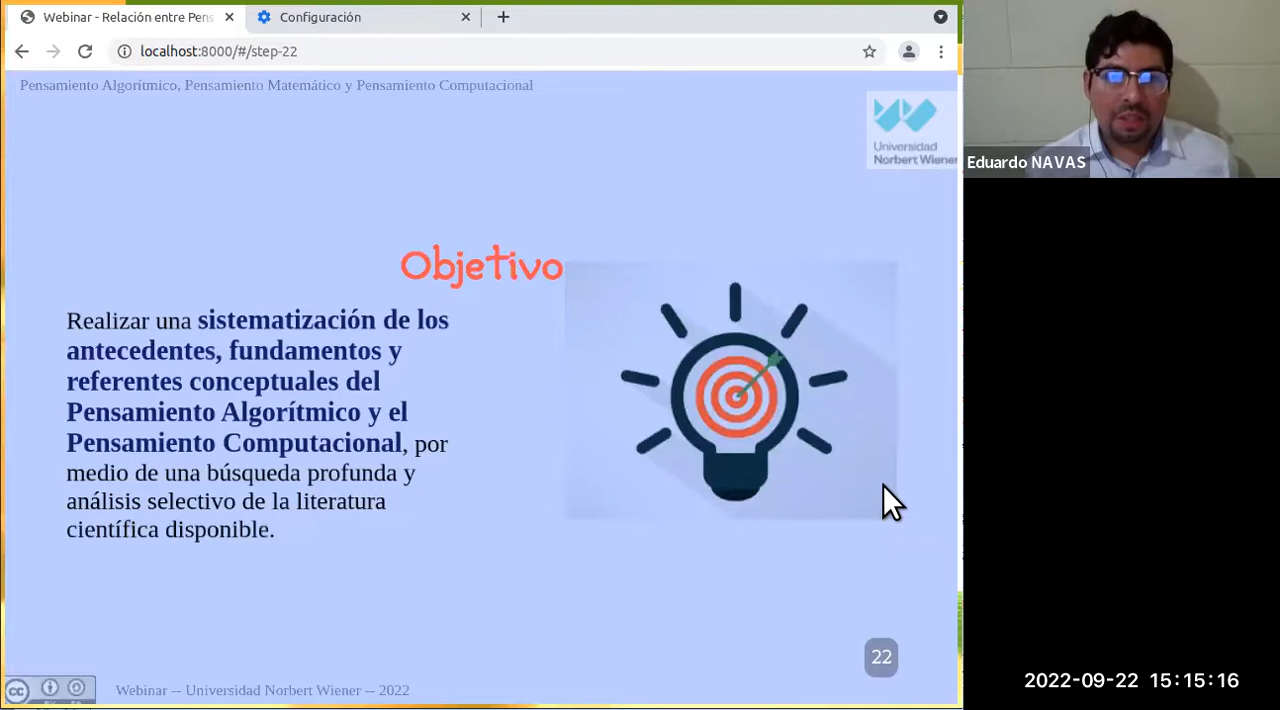 Webinar - Relación entre Pens
Configuración
localhost:8000/#/step-22
Pensamiento Algorítmico, Pensamiento Matemático y Pensamiento Computacional
Universidad
Norbert Wiener
Eduardo NAVAS
Objetivo
Realizar una sistematización de los
antecedentes, fundamentos y
referentes conceptuales del
Pensamiento Algorítmico y el
Pensamiento Computacional, por
medio de una búsqueda profunda y
análisis selectivo de la literatura
científica disponible.
22
cc
Webinar -- Universidad Norbert Wiener -- 2022
2022-09-22 15:15:16